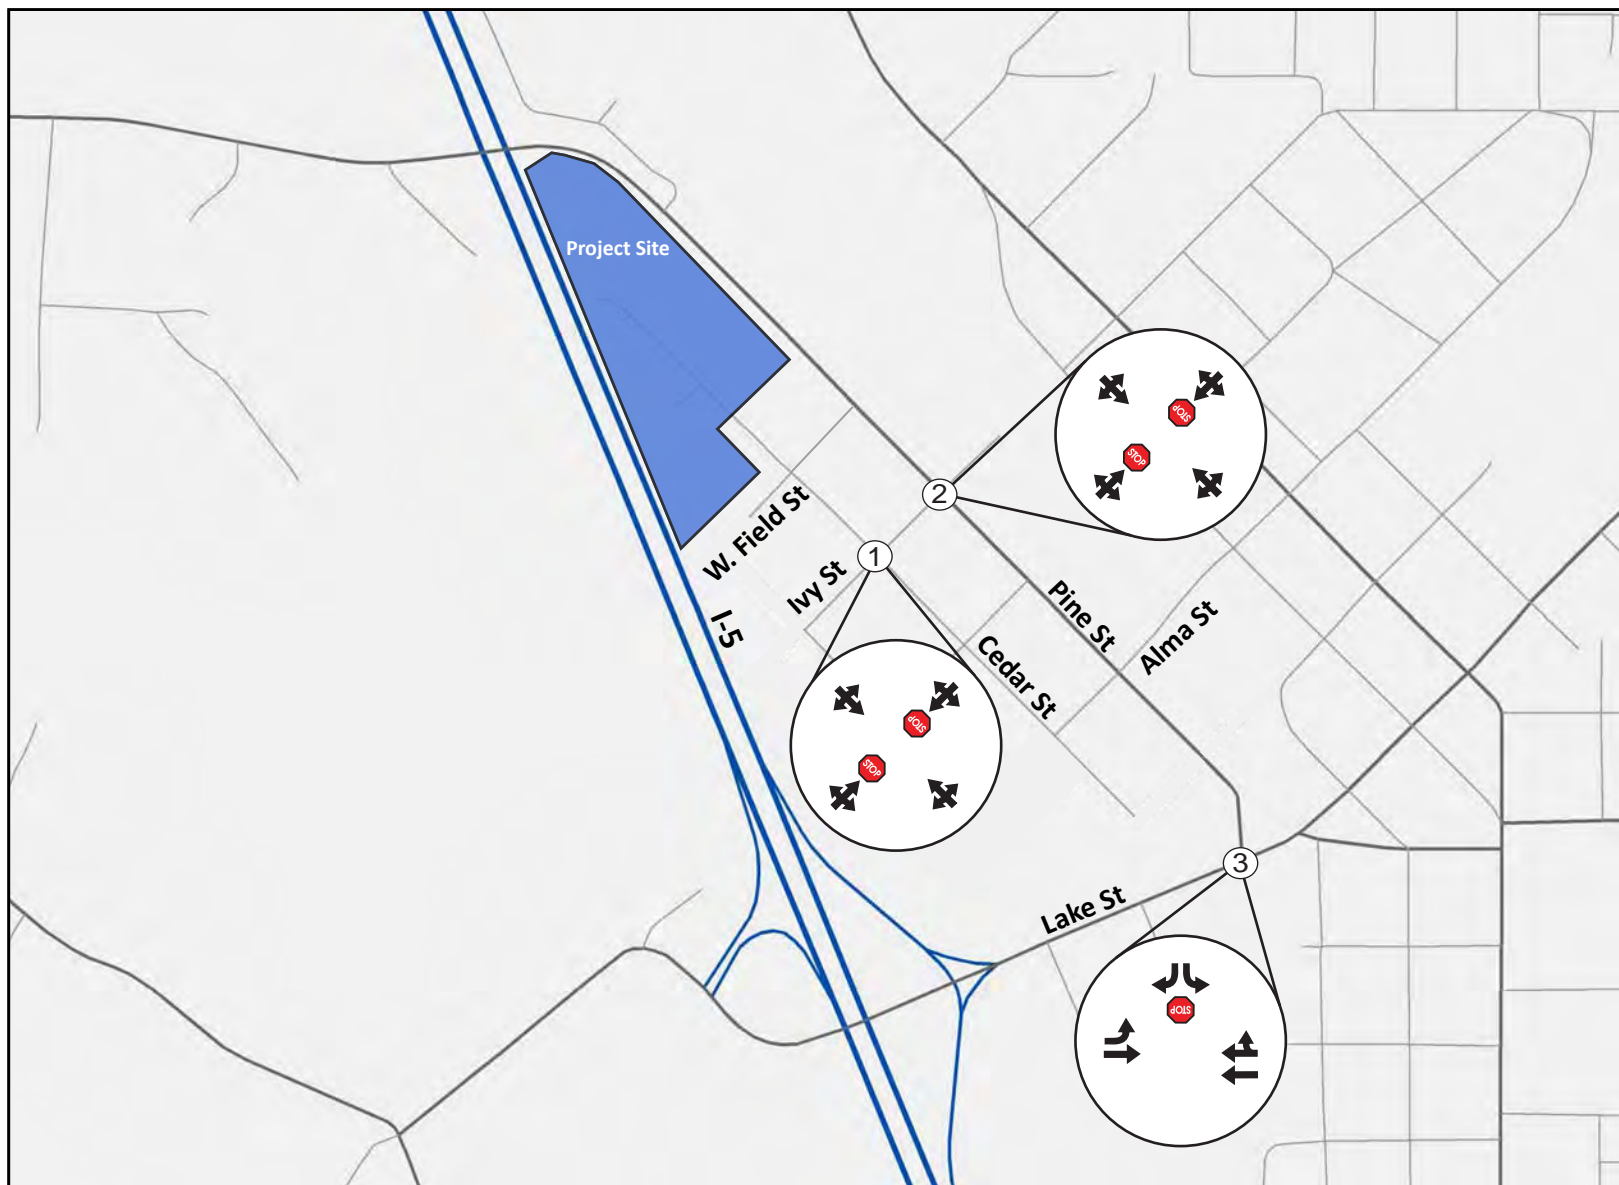 Project Site
STOP
STOP
2
W. Field St
1
Ivy St
Pine St
I-5
Alma St
Cedar St
STOP
STOP
3
Lake St
STOP